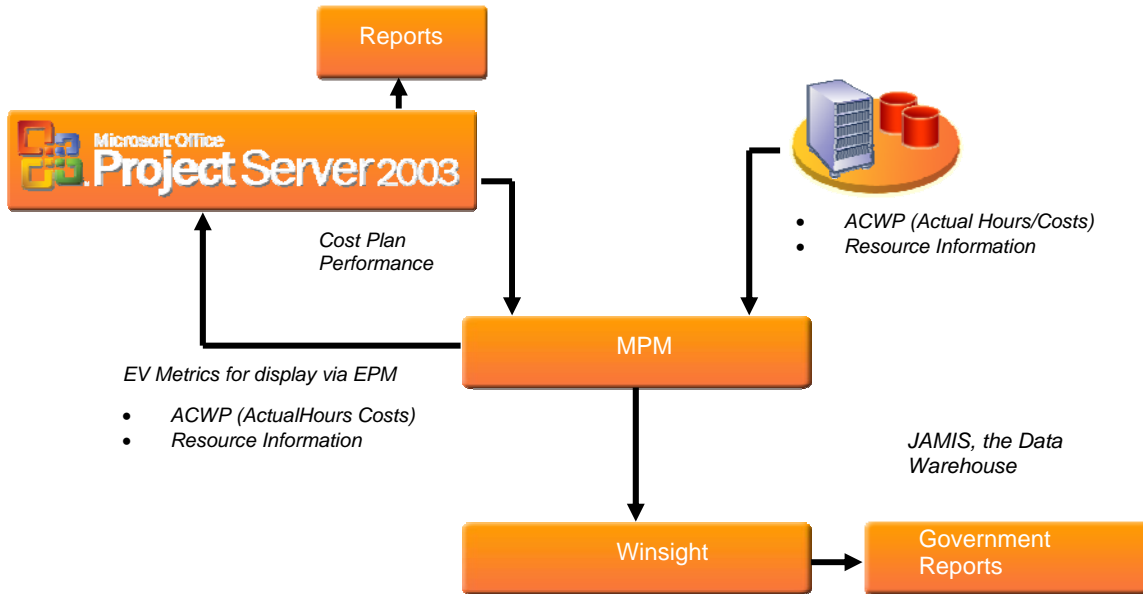 Reports
Microsoft Office
Project Server 2003
Cost Plan
Performance
• ACWP (Actual Hours/Costs)
• Resource Information
MPM
EV Metrics for display via EPM
• ACWP (ActualHours Costs)
• Resource Information
JAMIS, the Data
Warehouse
Winsight
Government
Reports